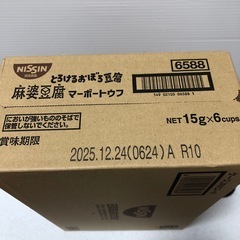 NISSIN
とろけるおぼろ豆腐
麻婆豆腐
マーボートウフ
6588
NET 15g×6cups
においが強いもののそばで
保管しないでください。
賞味期限
2025.12.24(0624)A R10